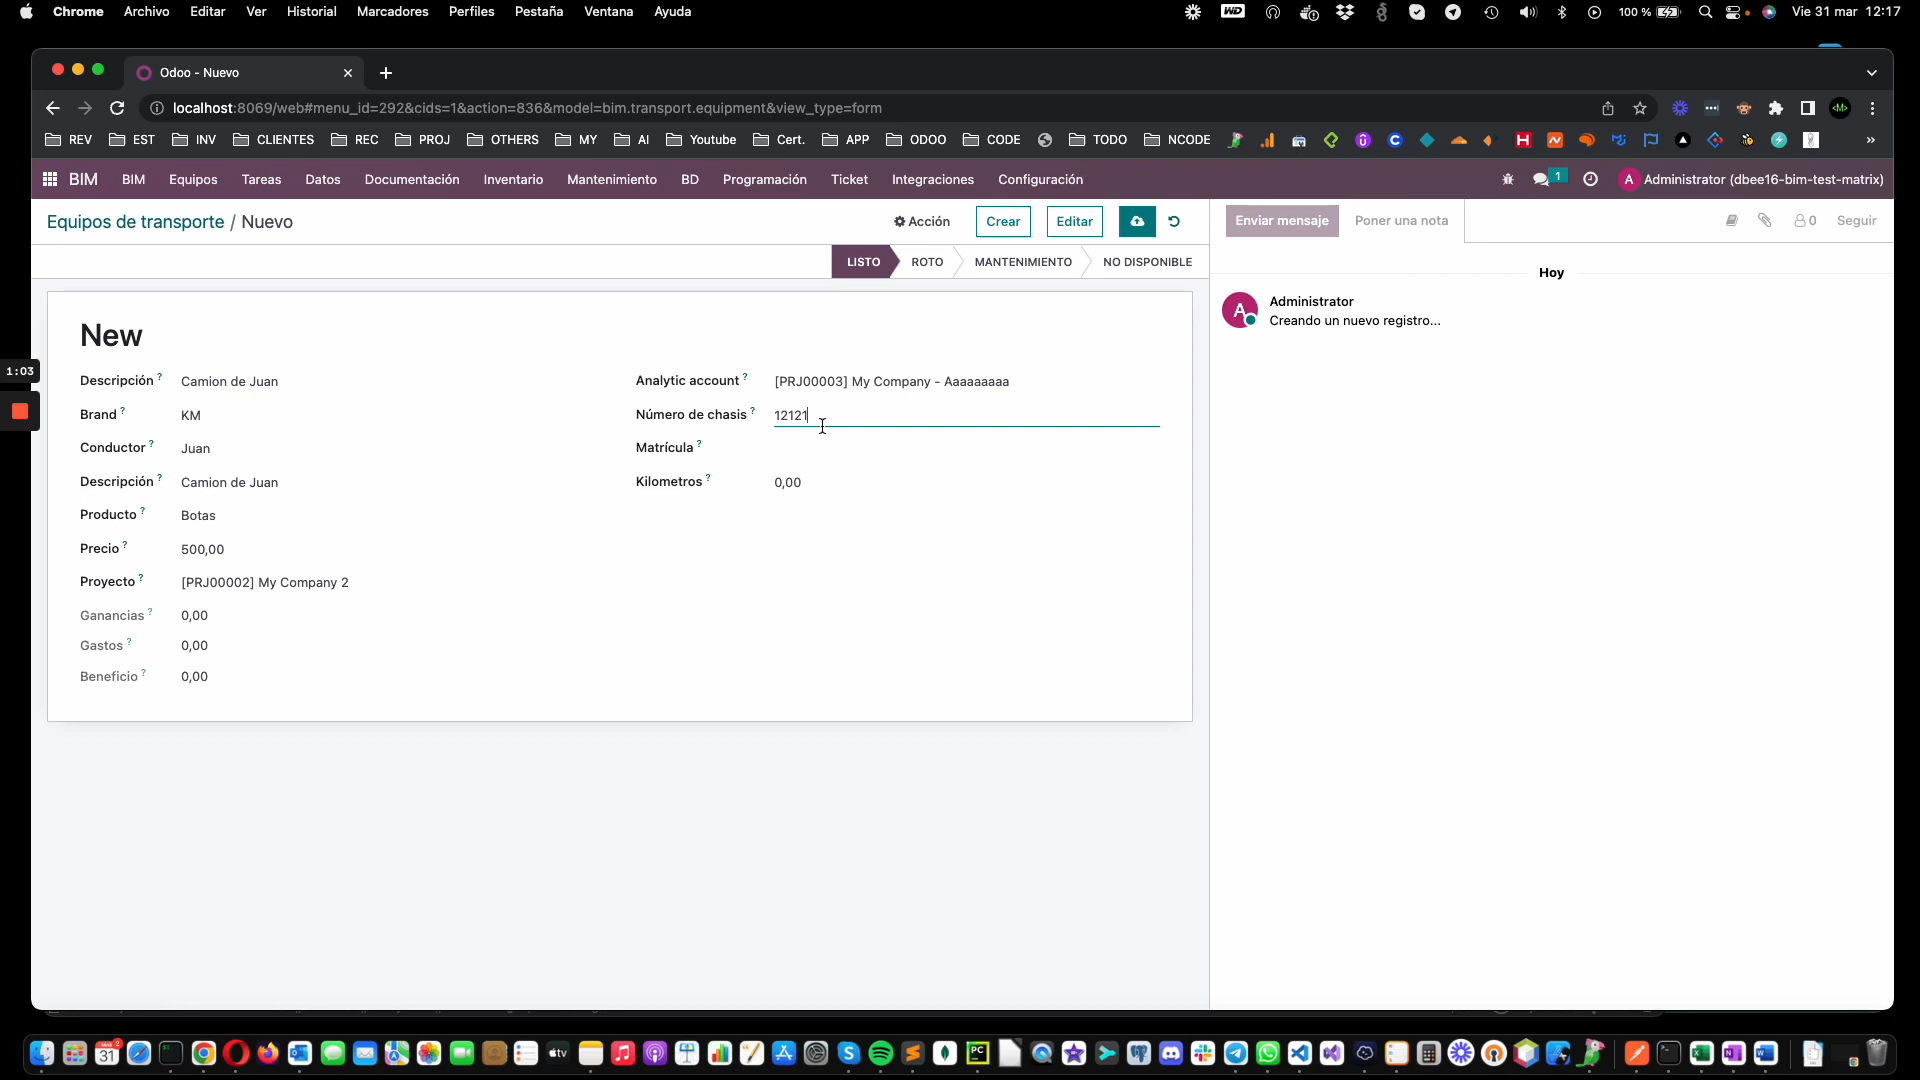 Chrome Archivo Editar Ver Historial Marcadores Perfiles Pestaña Ventana Ayuda WD 100 % Vie 31 mar 12:17
Odoo - Nuevo
localhost:8069/web#menu_id=292&cids=1&action=836&model=bim.transport.equipment&view_type=form
REV EST INV CLIENTES REC PROJ OTHERS MY AI Youtube Cert. APP ODOO CODE TODO NCODE
BIM BIM Equipos Tareas Datos Documentación Inventario Mantenimiento BD Programación Ticket Integraciones Configuración 1 A Administrator (dbee16-bim-test-matrix)
Equipos de transporte / Nuevo Acción Crear Editar Enviar mensaje Poner una nota 0 Seguir
LISTO ROTO MANTENIMIENTO NO DISPONIBLE
Hoy
A Administrator
Creando un nuevo registro...
New
1:03
Descripción ? Camion de Juan Analytic account ? [PRJ00003] My Company - Aaaaaaaaa
Brand ? KM Número de chasis ? 12121
Conductor ? Juan Matrícula ?
Descripción ? Camion de Juan Kilometros ? 0,00
Producto ? Botas
Precio ? 500,00
Proyecto ? [PRJ00002] My Company 2
Ganancias ? 0,00
Gastos ? 0,00
Beneficio ? 0,00
31 2 tv PC